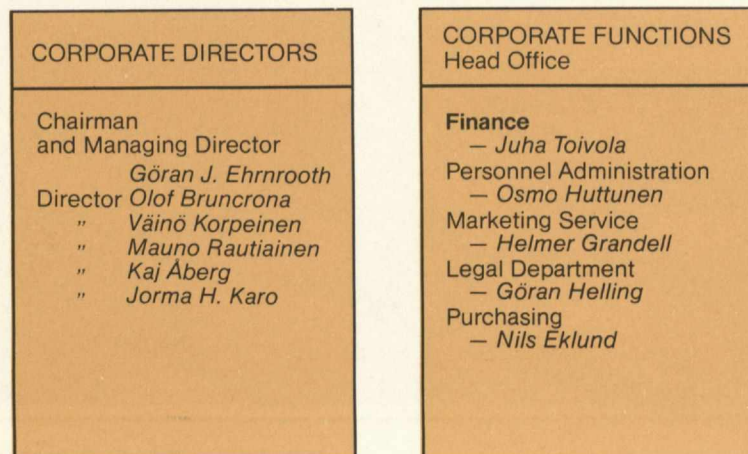 CORPORATE DIRECTORS
Chairman
and Managing Director
Göran J. Ehrnrooth
Director Olof Bruncrona
" Väinö Korpeinen
" Mauno Rautiainen
" Kaj Åberg
" Jorma H. Karo
CORPORATE FUNCTIONS
Head Office
Finance
— Juha Toivola
Personnel Administration
— Osmo Huttunen
Marketing Service
— Helmer Grandell
Legal Department
— Göran Helling
Purchasing
— Nils Eklund